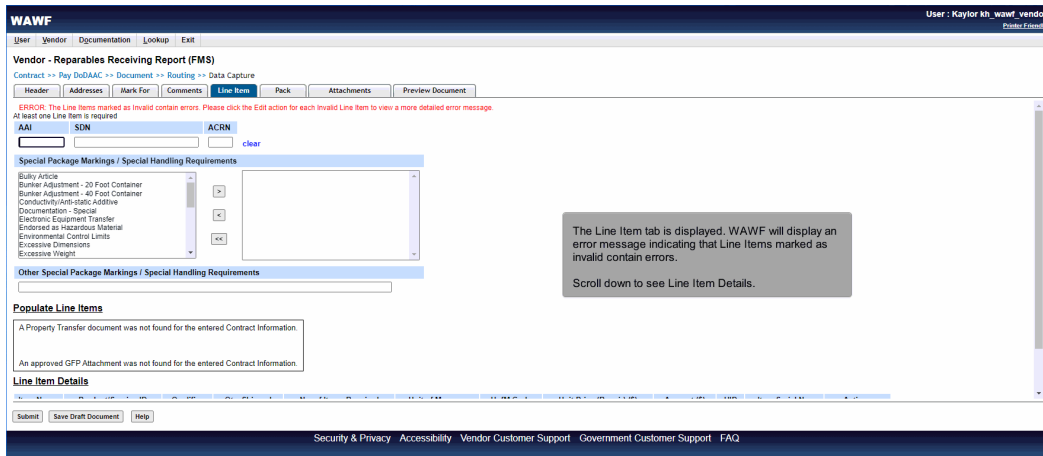 WAWF
User : Kaylor kh_wawf_vendo
Printer Friend
User Vendor Documentation Lookup Exit
Vendor - Reparables Receiving Report (FMS)
Contract >> Pay DoDAAC >> Document >> Routing >> Data Capture
Header Addresses Mark For Comments Line Item Pack Attachments Preview Document
ERROR: The Line Items marked as Invalid contain errors. Please click the Edit action for each Invalid Line Item to view a more detailed error message.
At least one Line Item is required
AAI SDN ACRN
clear
Special Package Markings / Special Handling Requirements
Bulky Article
Bunker Adjustment - 20 Foot Container
Bunker Adjustment - 40 Foot Container
Conductivity/Anti-static Additive
Documentation - Special
Electronic Equipment Transfer
Endorsed as Hazardous Material
Environmental Control Limits
Excessive Dimensions
Excessive Weight
>
<
<<
The Line Item tab is displayed. WAWF will display an
error message indicating that Line Items marked as
invalid contain errors.
Scroll down to see Line Item Details.
Other Special Package Markings / Special Handling Requirements
Populate Line Items
A Property Transfer document was not found for the entered Contract Information.
An approved GFP Attachment was not found for the entered Contract Information.
Line Item Details
Submit Save Draft Document Help
Security & Privacy Accessibility Vendor Customer Support Government Customer Support FAQ